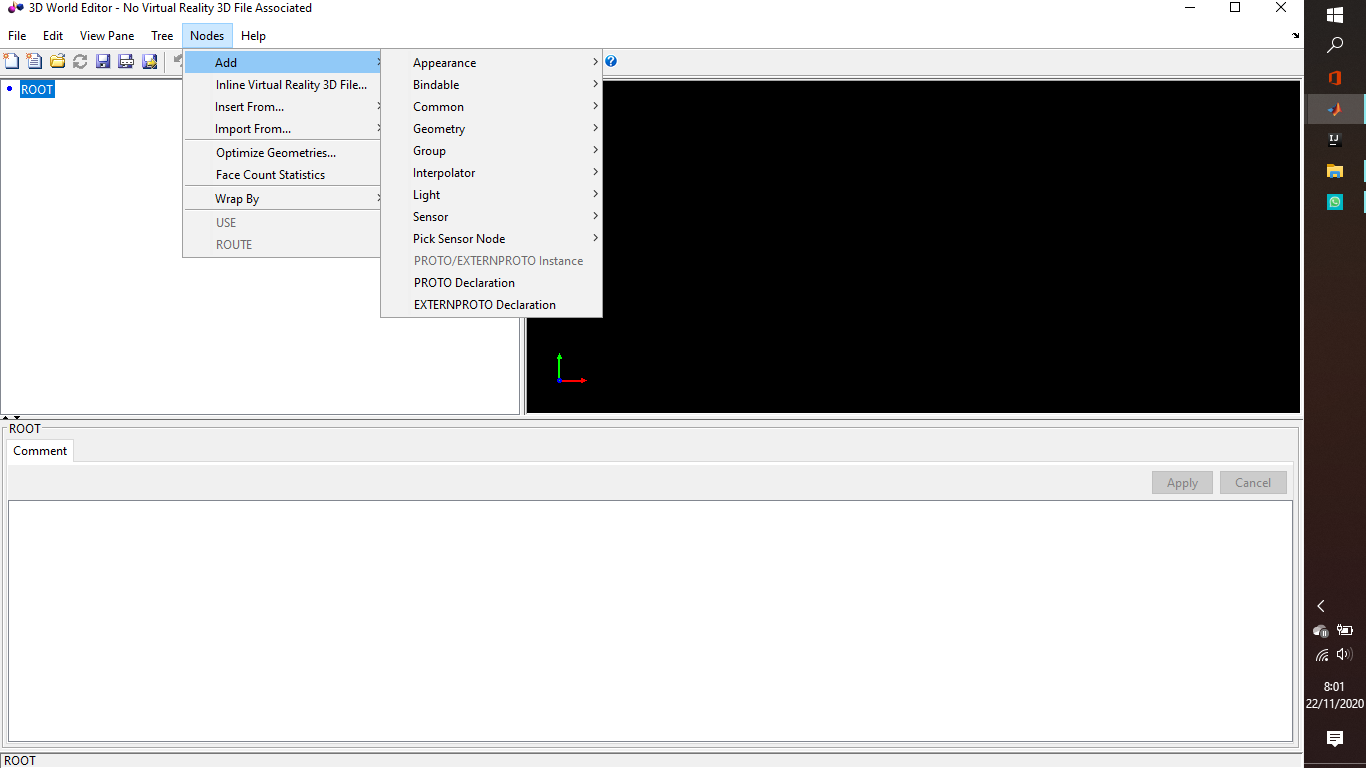 3D World Editor - No Virtual Reality 3D File Associated
File Edit View Pane Tree Nodes Help
ROOT
Add
Inline Virtual Reality 3D File...
Insert From...
Import From...
Optimize Geometries...
Face Count Statistics
Wrap By
USE
ROUTE
Appearance
Bindable
Common
Geometry
Group
Interpolator
Light
Sensor
Pick Sensor Node
PROTO/EXTERNPROTO Instance
PROTO Declaration
EXTERNPROTO Declaration
ROOT
Comment
Apply Cancel
ROOT
IJ
8:01
22/11/2020